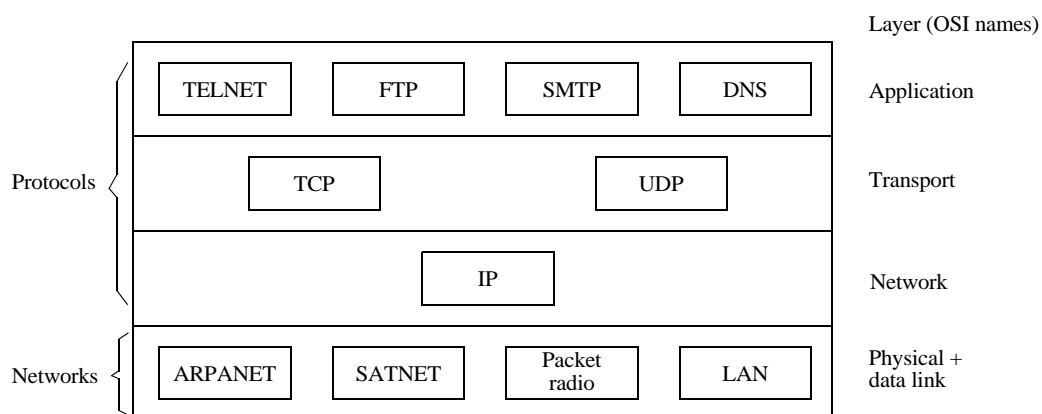 Layer (OSI names)
TELNET FTP SMTP DNS Application
Protocols TCP UDP Transport
IP Network
Networks ARPANET SATNET Packet radio LAN Physical + data link